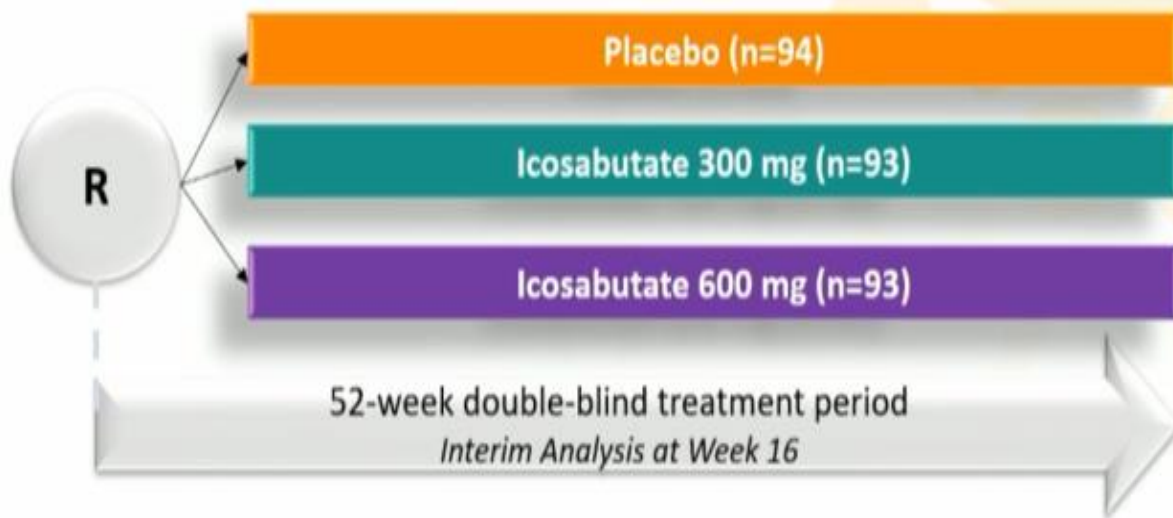 Placebo (n=94)
Icosabutate 300 mg (n=93)
R
Icosabutate 600 mg (n=93)
52-week double-blind treatment period
Interim Analysis at Week 16